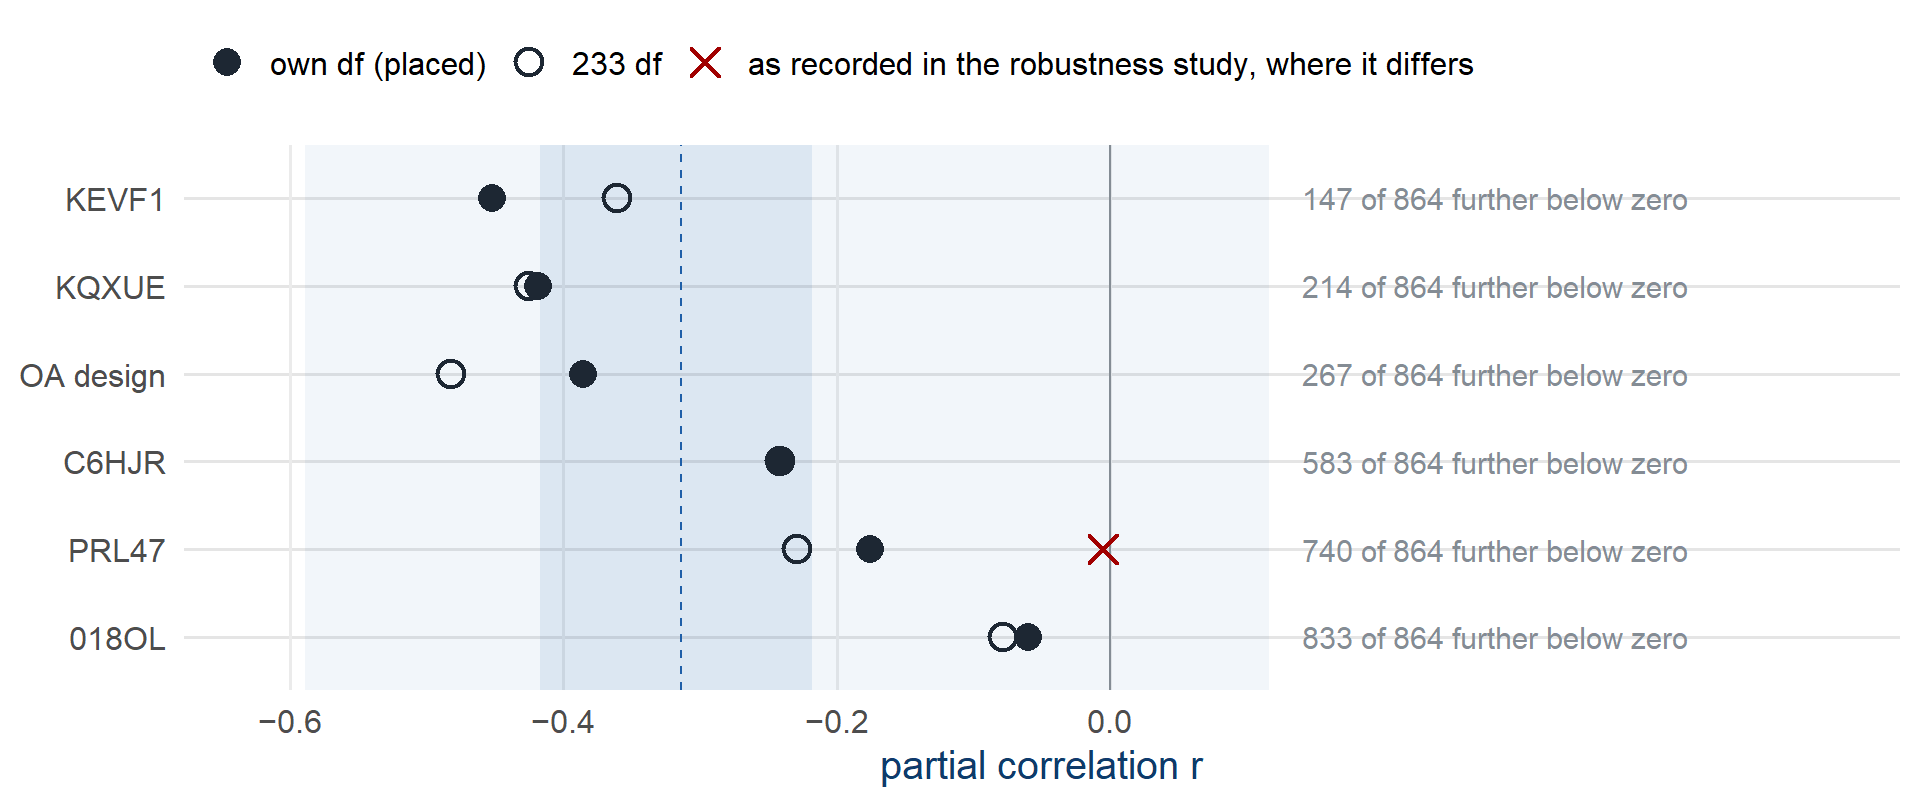 own df (placed) 233 df as recorded in the robustness study, where it differs
KEVF1 147 of 864 further below zero
KQXUE 214 of 864 further below zero
OA design 267 of 864 further below zero
C6HJR 583 of 864 further below zero
PRL47 740 of 864 further below zero
018OL 833 of 864 further below zero
−0.6 −0.4 −0.2 0.0
partial correlation r